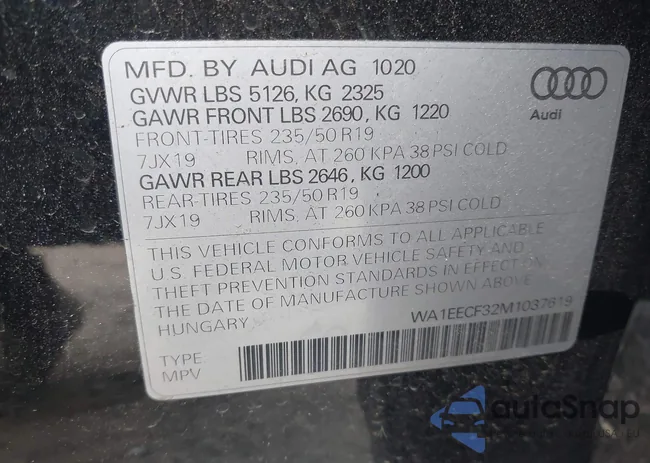 MFD. BY AUDI AG 1020
GVWR LBS 5126, KG 2325
GAWR FRONT LBS 2690, KG 1220
FRONT-TIRES 235/50 R19
7JX19 RIMS, AT 260 KPA 38 PSI COLD
GAWR REAR LBS 2646, KG 1200
REAR-TIRES 235/50 R19
7JX19 RIMS, AT 260 KPA 38 PSI COLD
Audi
THIS VEHICLE CONFORMS TO ALL APPLICABLE
U.S. FEDERAL MOTOR VEHICLE SAFETY AND
THEFT PREVENTION STANDARDS IN EFFECT ON
THE DATE OF MANUFACTURE SHOWN ABOVE
HUNGARY
WA1EECF32M1037619
TYPE
MPV
autoSnap